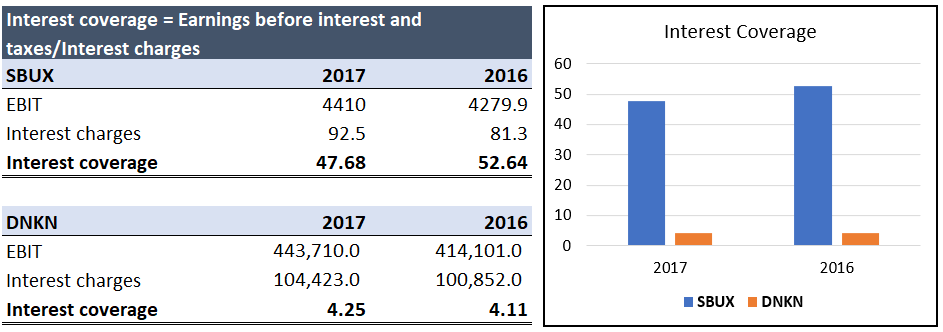 Interest coverage = Earnings before interest and
taxes/Interest charges
SBUX 2017 2016
EBIT 4410 4279.9
Interest charges 92.5 81.3
Interest coverage 47.68 52.64
DNKN 2017 2016
EBIT 443,710.0 414,101.0
Interest charges 104,423.0 100,852.0
Interest coverage 4.25 4.11
Interest Coverage
60
50
40
30
20
10
0
2017 2016
SBUX DNKN